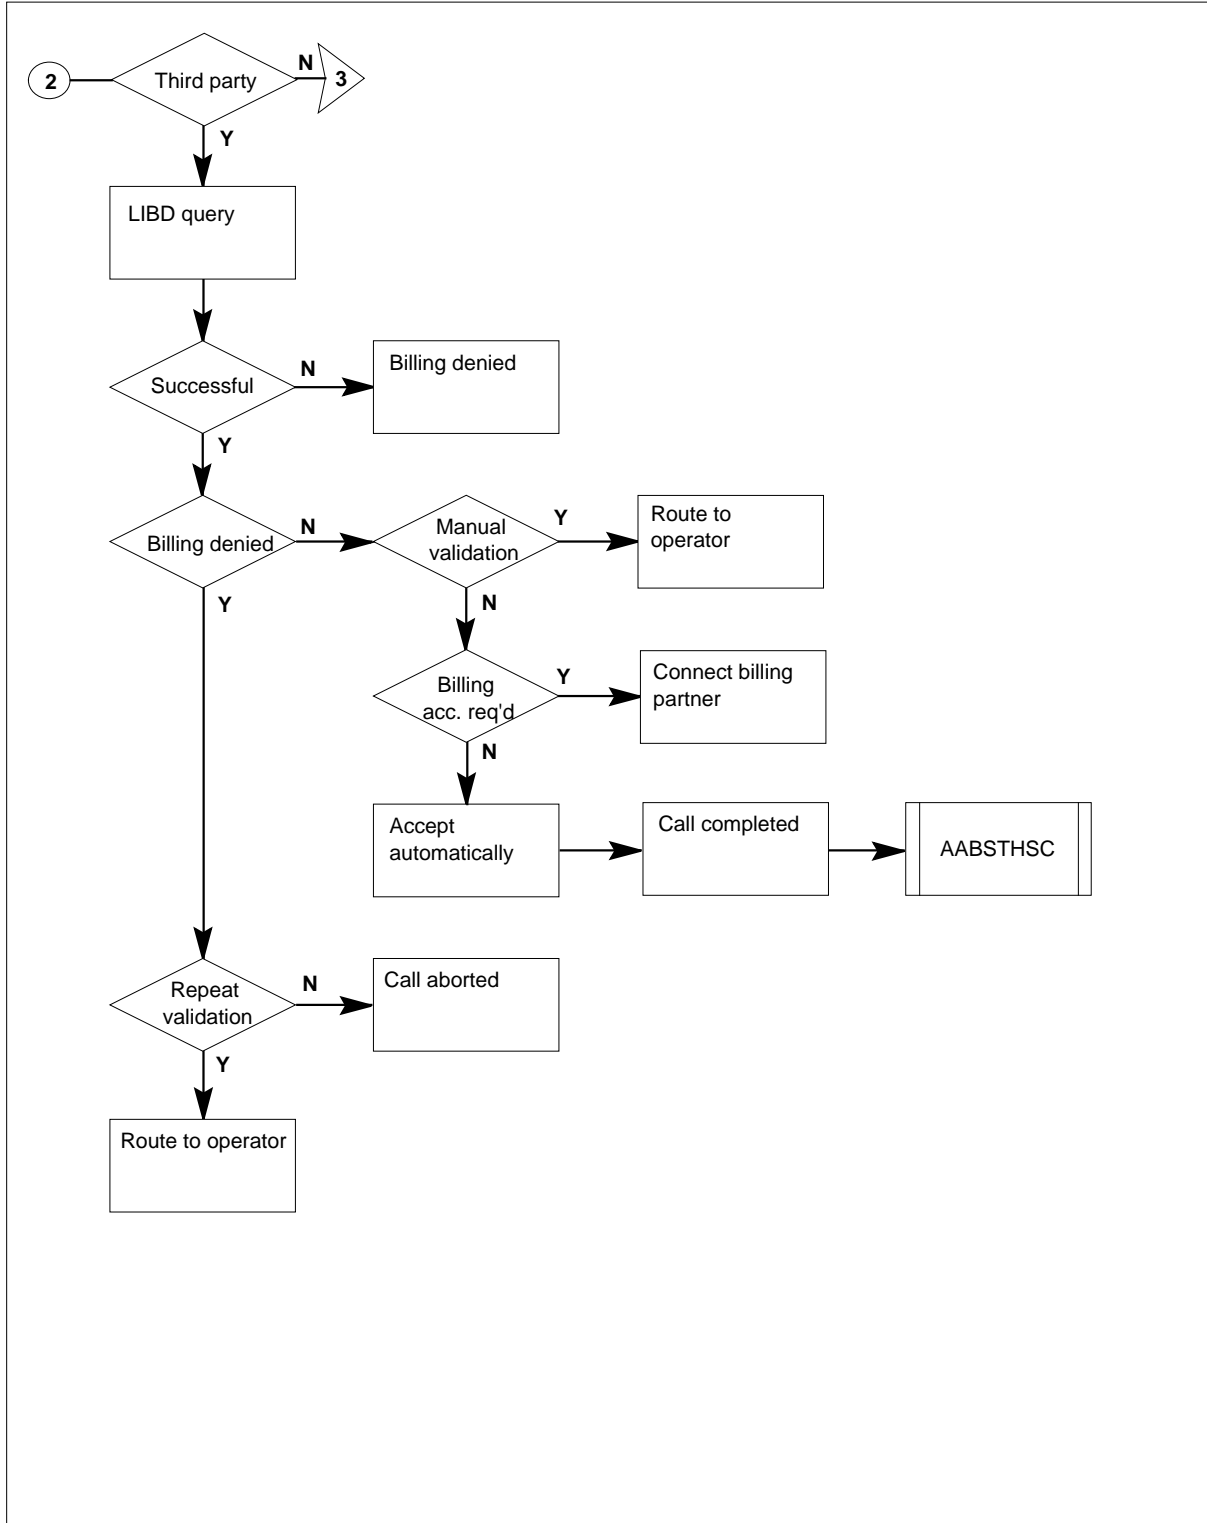 2
Third party
N
3
Y
LIBD query
Successful
N
Billing denied
Y
Billing denied
N
Manual
validation
Y
Route to
operator
Y
N
Billing
acc. req'd
Y
Connect billing
partner
N
Accept
automatically
Call completed
AABSTHSC
Repeat
validation
N
Call aborted
Y
Route to operator